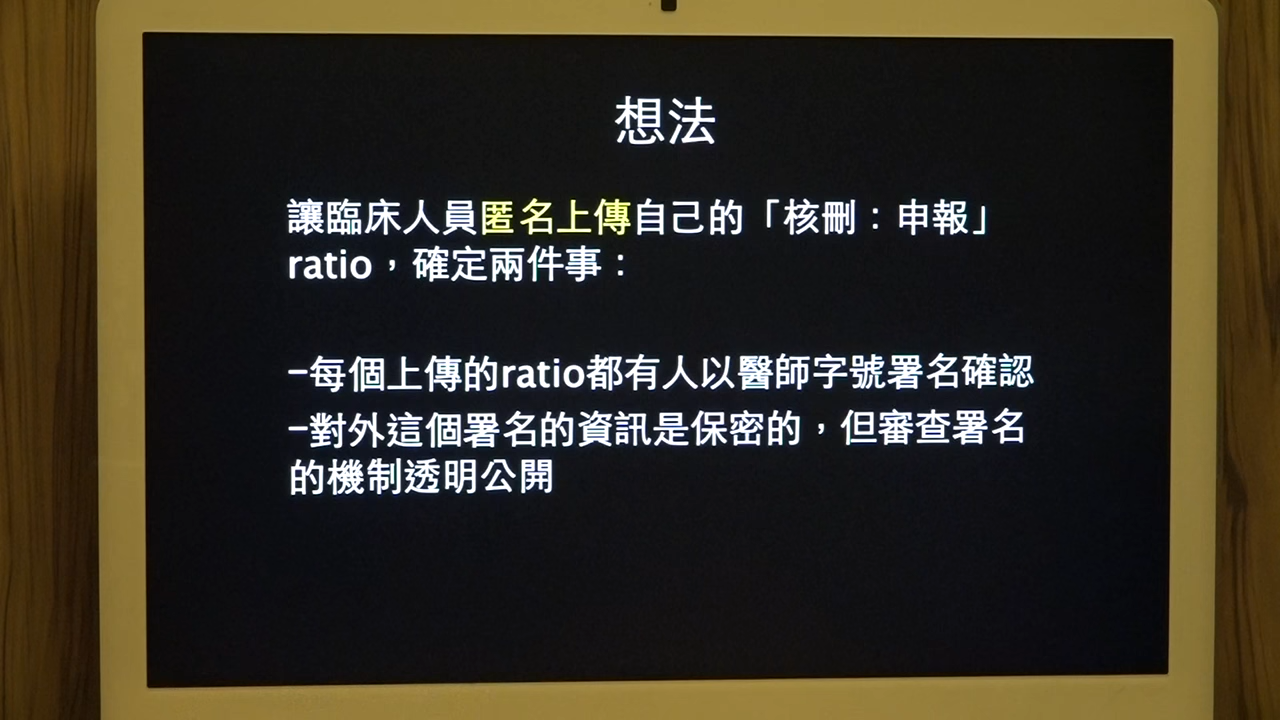 想法
讓臨床人員匿名上傳自己的「核刪：申報」
ratio，確定兩件事：
–每個上傳的ratio都有人以醫師字號署名確認
–對外這個署名的資訊是保密的，但審查署名
的機制透明公開